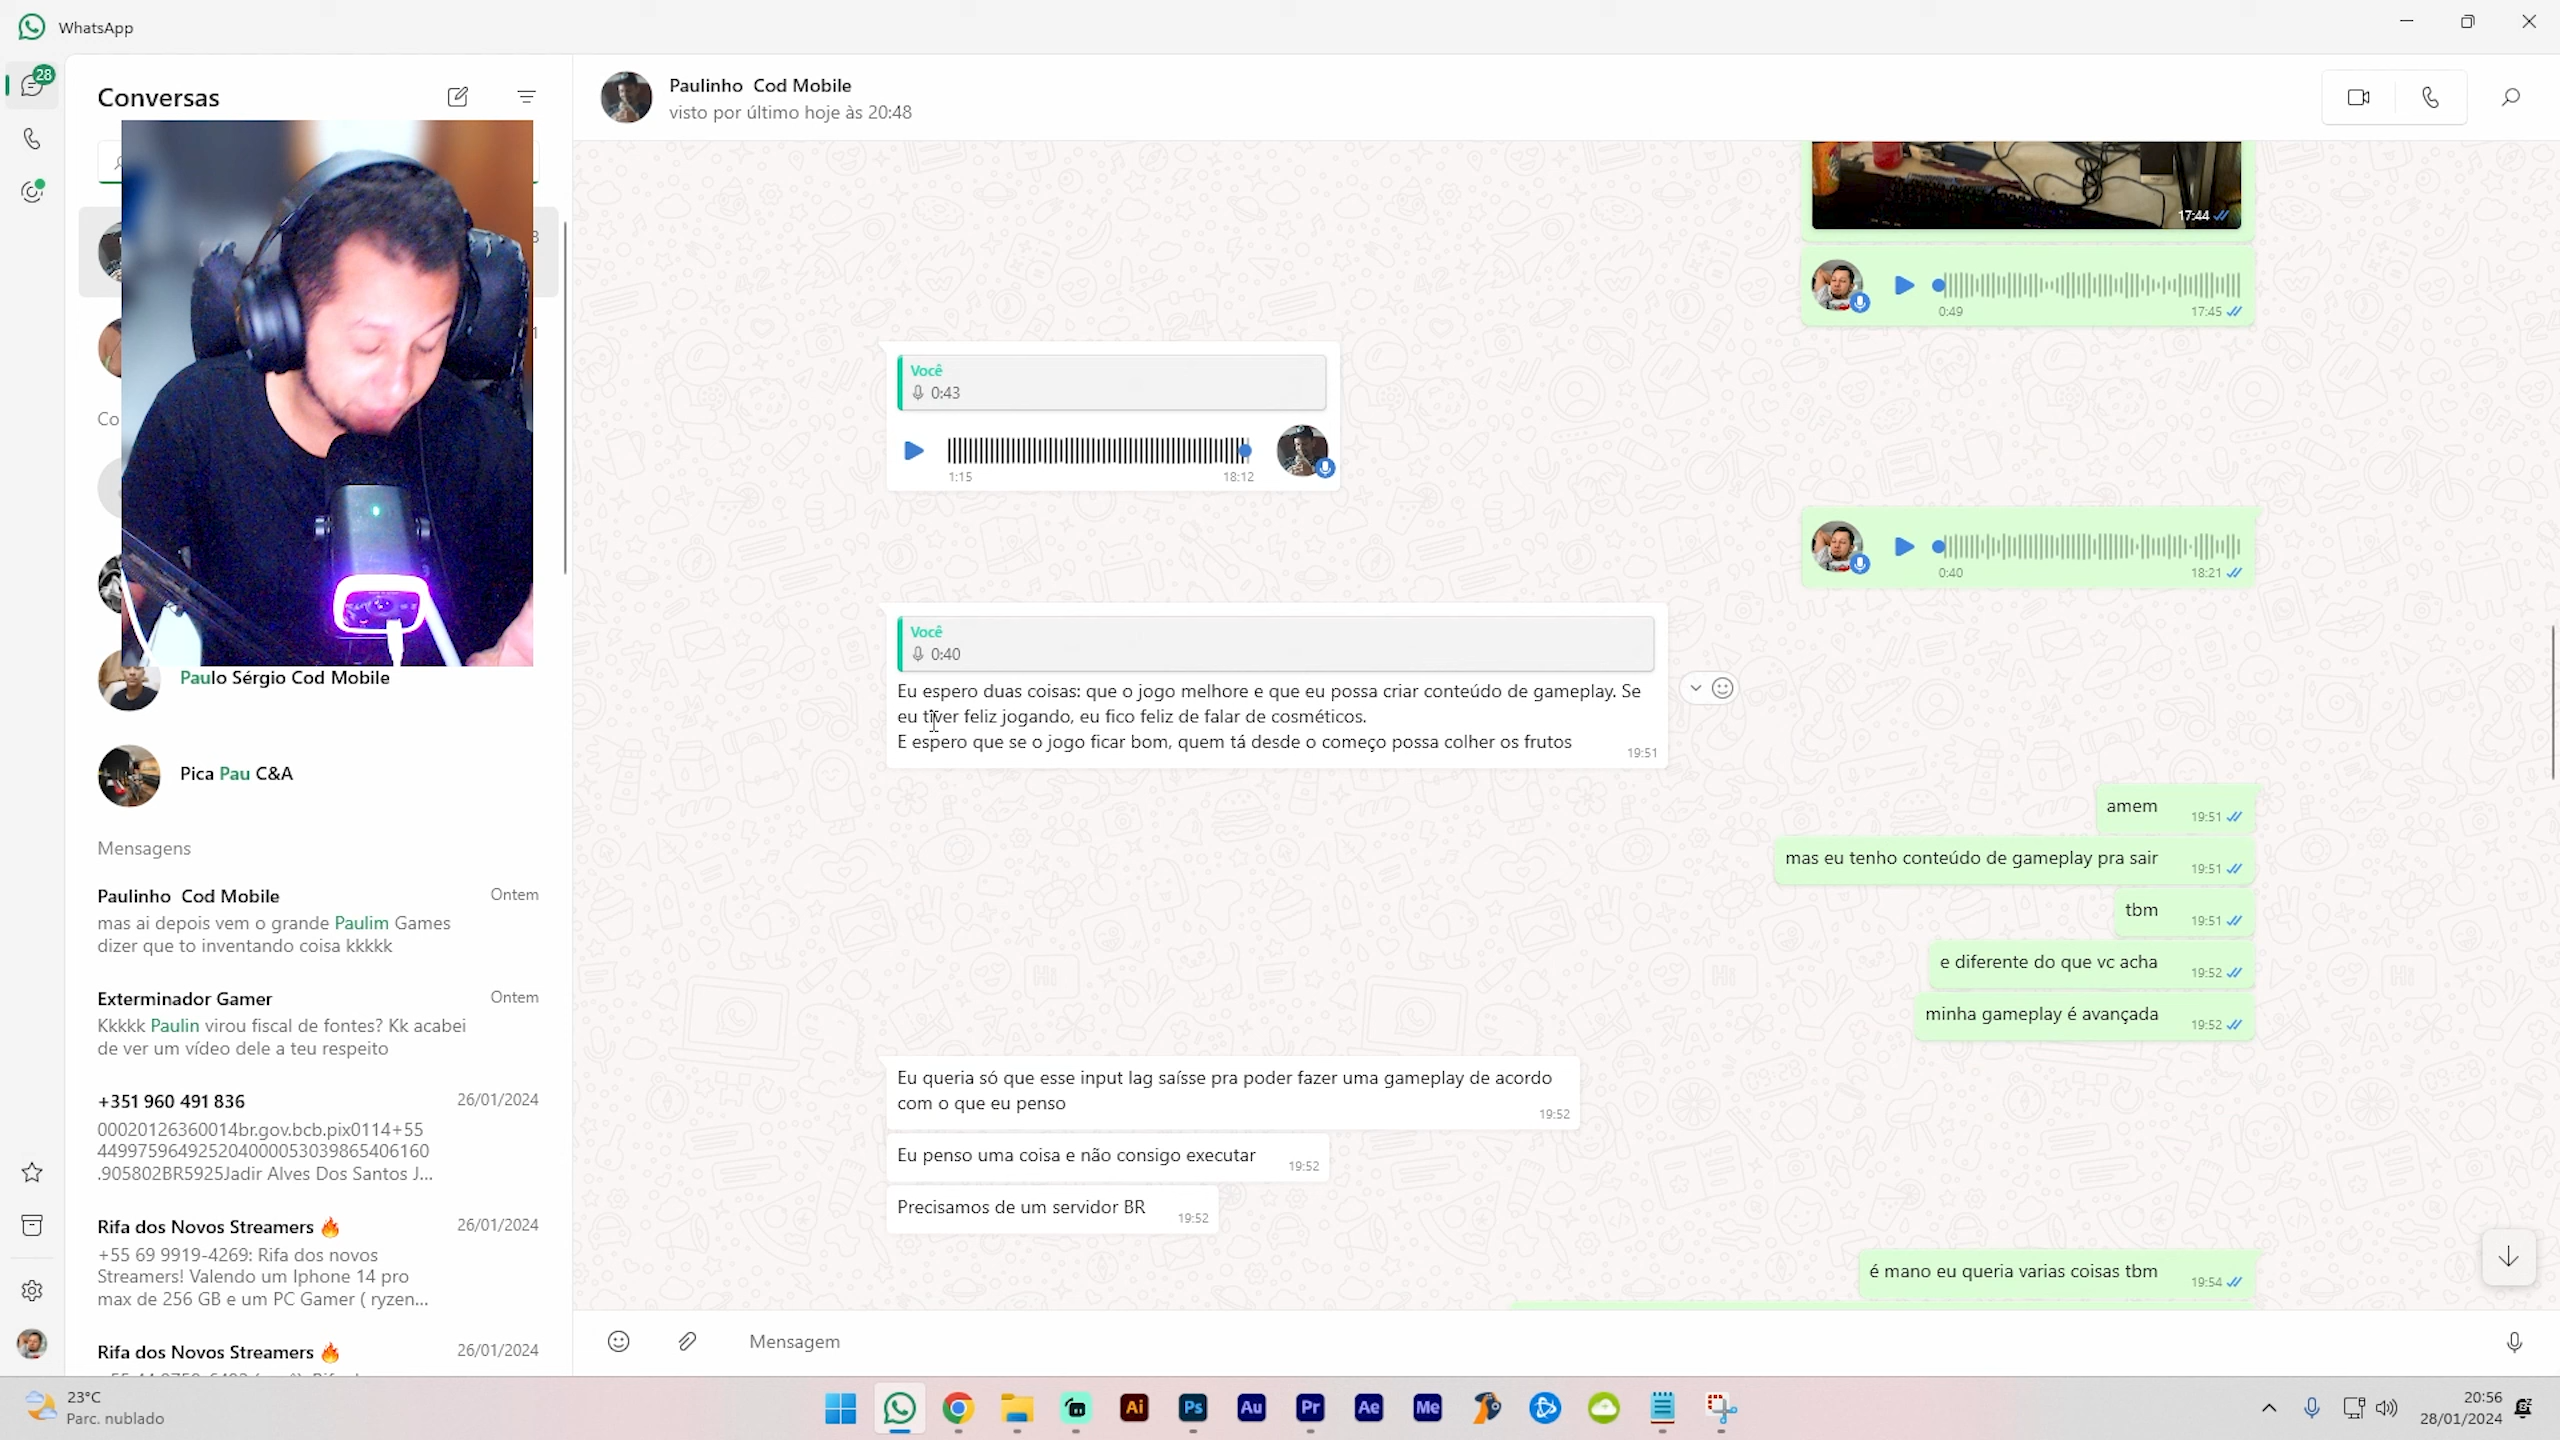 WhatsApp
28
Conversas
Co
Paulo Sérgio Cod Mobile
Pica Pau C&A
Mensagens
Paulinho Cod Mobile
Ontem
mas ai depois vem o grande Paulim Games
dizer que to inventando coisa kkkkk
Exterminador Gamer
Ontem
Kkkkk Paulin virou fiscal de fontes? Kk acabei
de ver um vídeo dele a teu respeito
+351 960 491 836
26/01/2024
00020126360014br.gov.bcb.pix0114+55
449975964925204000053039865406160
.905802BR5925Jadir Alves Dos Santos J...
Rifa dos Novos Streamers 🔥
26/01/2024
+55 69 9919-4269: Rifa dos novos
Streamers! Valendo um Iphone 14 pro
max de 256 GB e um PC Gamer ( ryzen...
Rifa dos Novos Streamers 🔥
26/01/2024
Paulinho Cod Mobile
visto por último hoje às 20:48
17:44
0:49
17:45
Você
0:43
1:15
18:12
0:40
18:21
Você
0:40
Eu espero duas coisas: que o jogo melhore e que eu possa criar conteúdo de gameplay. Se
eu tiver feliz jogando, eu fico feliz de falar de cosméticos.
E espero que se o jogo ficar bom, quem tá desde o começo possa colher os frutos
19:51
amem
19:51
mas eu tenho conteúdo de gameplay pra sair
19:51
tbm
19:51
e diferente do que vc acha
19:52
minha gameplay é avançada
19:52
Eu queria só que esse input lag saísse pra poder fazer uma gameplay de acordo
com o que eu penso
19:52
Eu penso uma coisa e não consigo executar
19:52
Precisamos de um servidor BR
19:52
é mano eu queria varias coisas tbm
19:54
Mensagem
23°C
Parc. nublado
Ai
Ps
Au
Pr
Ae
Me
20:56
28/01/2024